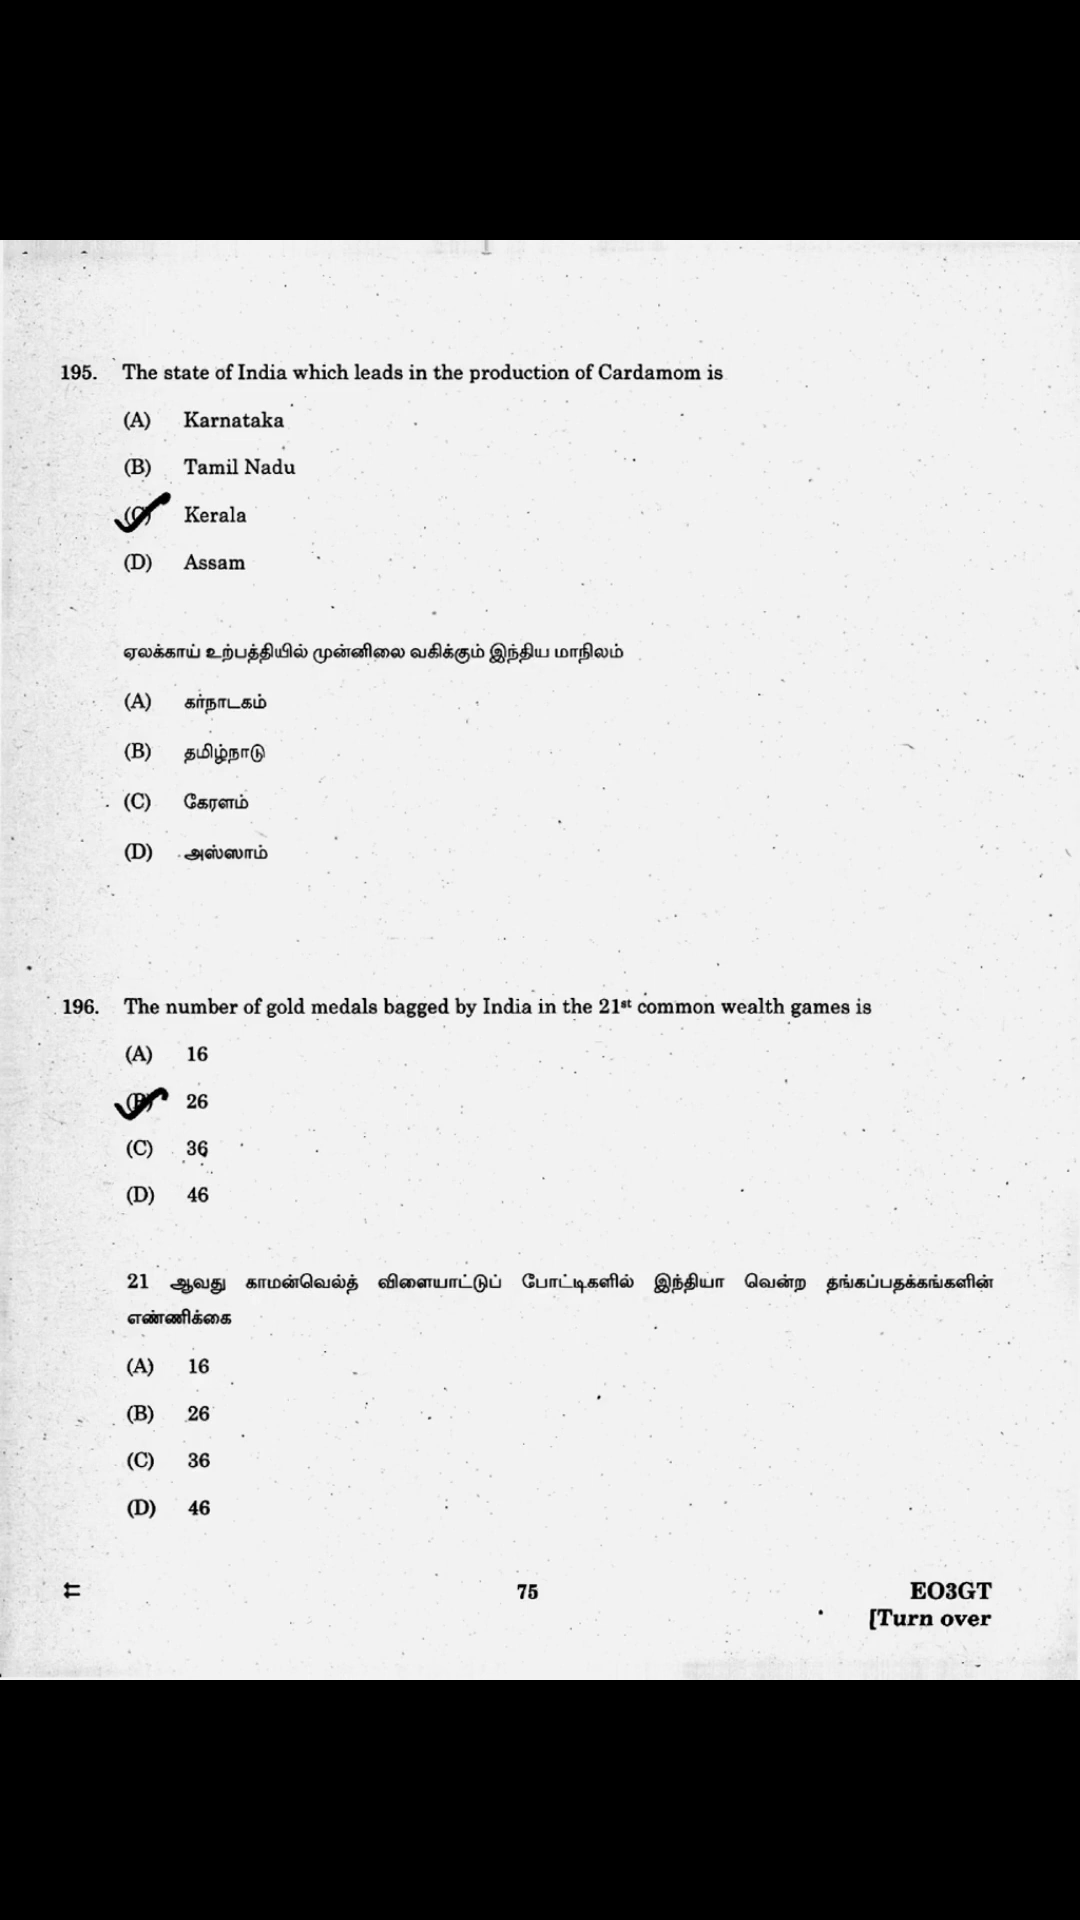 195. The state of India which leads in the production of Cardamom is
(A) Karnataka
(B) Tamil Nadu
(C) Kerala
(D) Assam
ஏலக்காய் உற்பத்தியில் முன்னிலை வகிக்கும் இந்திய மாநிலம்
(A) கர்நாடகம்
(B) தமிழ்நாடு
(C) கேரளம்
(D) அஸ்ஸாம்
196. The number of gold medals bagged by India in the 21st common wealth games is
(A) 16
(B) 26
(C) 36
(D) 46
21 ஆவது காமன்வெல்த் விளையாட்டுப் போட்டிகளில் இந்தியா வென்ற தங்கப்பதக்கங்களின்
எண்ணிக்கை
(A) 16
(B) 26
(C) 36
(D) 46
75 EO3GT
[Turn over